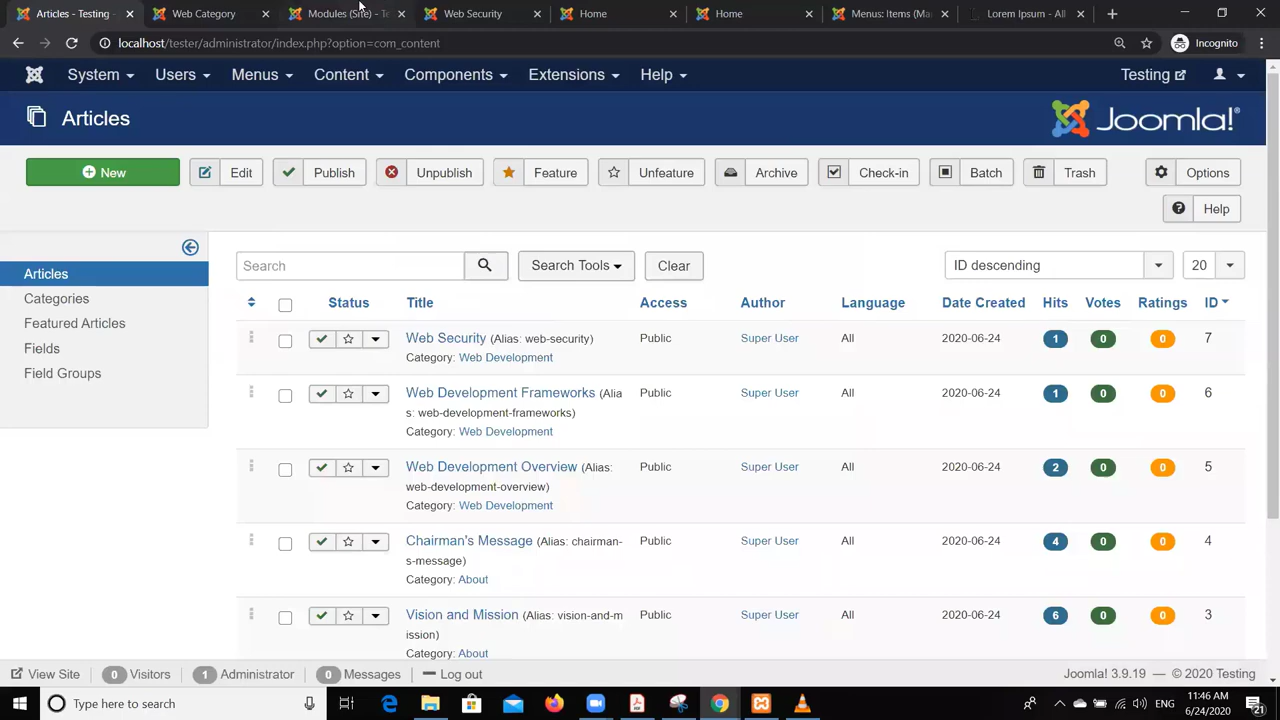 Articles - Testing
Web Category
Modules (Site) - Te
Web Security
Home
Home
Menus: Items (Ma
Lorem Ipsum - All
localhost/tester/administrator/index.php?option=com_content
Incognito
System Users Menus Content Components Extensions Help
Testing
Articles
Joomla!®
New Edit Publish Unpublish Feature Unfeature Archive Check-in Batch Trash Options
Help
Articles
Categories
Featured Articles
Fields
Field Groups
Search Search Tools Clear ID descending 20
Status Title Access Author Language Date Created Hits Votes Ratings ID
Web Security (Alias: web-security) Public Super User All 2020-06-24 1 0 0 7
Category: Web Development
Web Development Frameworks (Alia Public Super User All 2020-06-24 1 0 0 6
s: web-development-frameworks)
Category: Web Development
Web Development Overview (Alias: Public Super User All 2020-06-24 2 0 0 5
web-development-overview)
Category: Web Development
Chairman's Message (Alias: chairman- Public Super User All 2020-06-24 4 0 0 4
s-message)
Category: About
Vision and Mission (Alias: vision-and-m Public Super User All 2020-06-24 6 0 0 3
ission)
Category: About
View Site 0 Visitors 1 Administrator 0 Messages Log out Joomla! 3.9.19 — © 2020 Testing
Type here to search
ENG
11:46 AM
6/24/2020
21